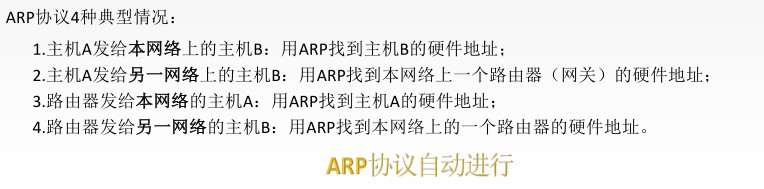 ARP协议4种典型情况：
1.主机A发给本网络上的主机B：用ARP找到主机B的硬件地址；
2.主机A发给另一网络上的主机B：用ARP找到本网络上一个路由器（网关）的硬件地址；
3.路由器发给本网络的主机A：用ARP找到主机A的硬件地址；
4.路由器发给另一网络的主机B：用ARP找到本网络上的一个路由器的硬件地址。
ARP协议自动进行